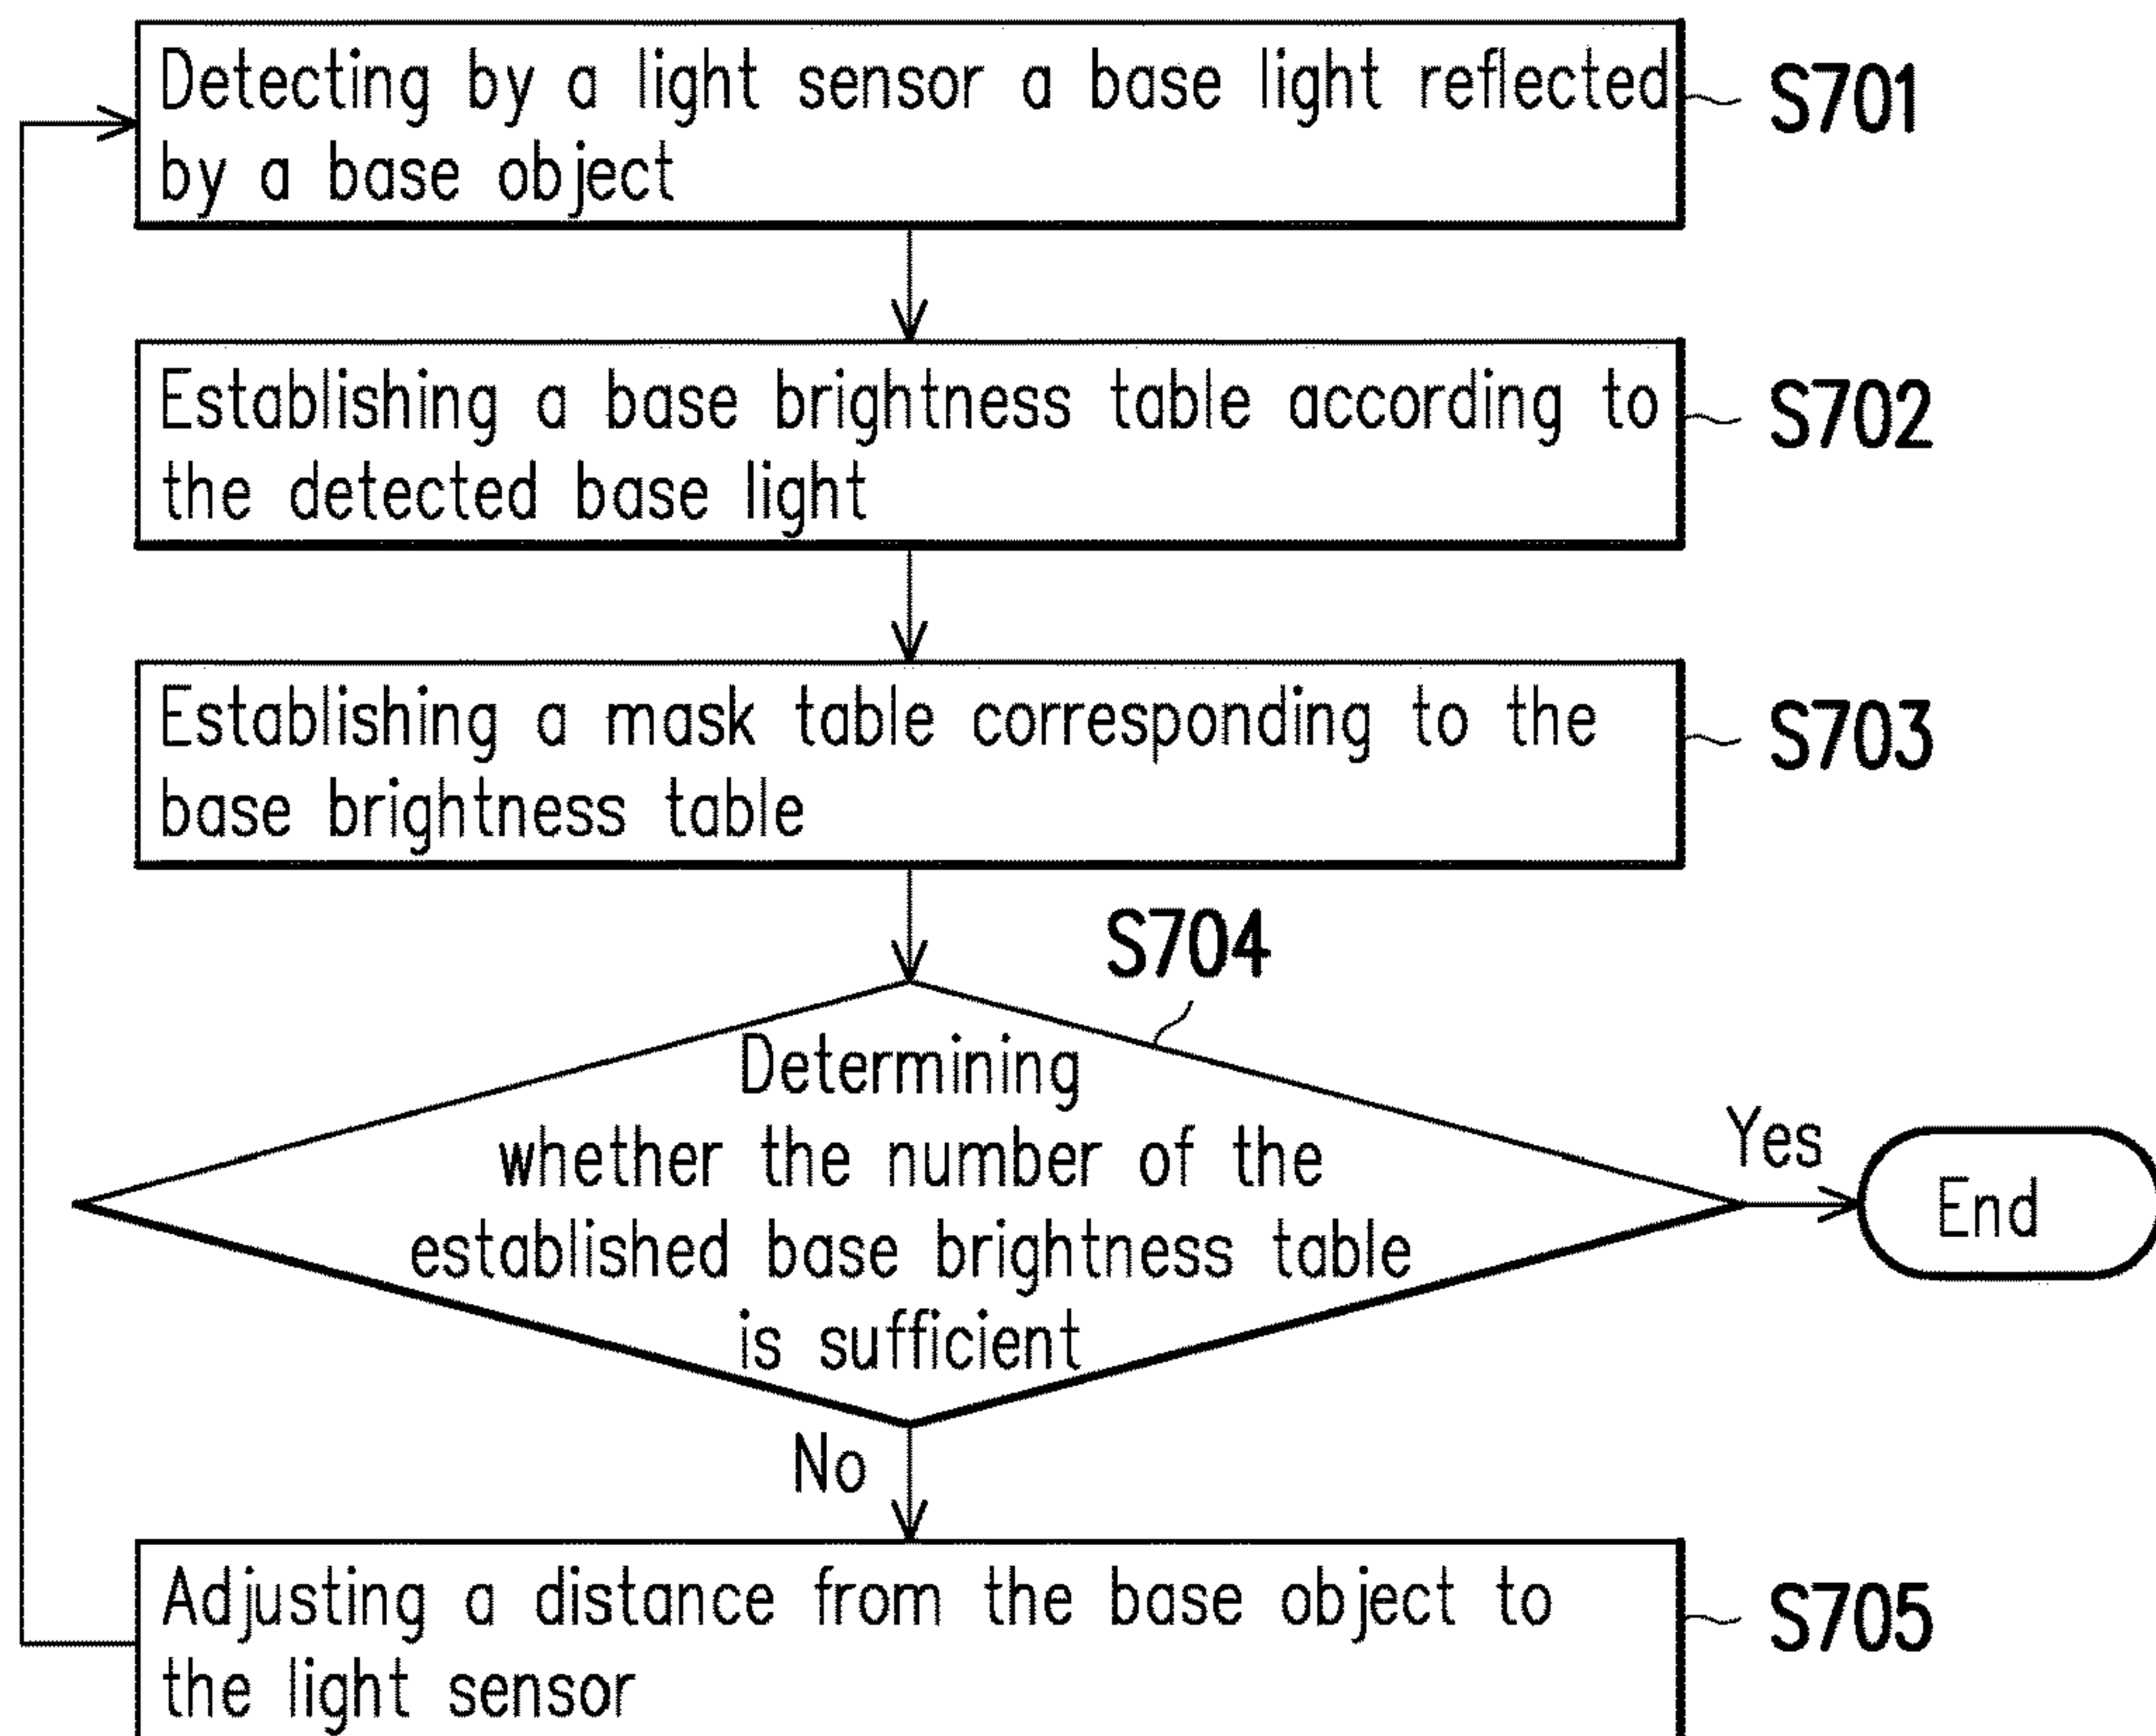 Detecting by a light sensor a base light reflected
by a base object
S701
Establishing a base brightness table according to
the detected base light
S702
Establishing a mask table corresponding to the
base brightness table
S703
S704
Determining
whether the number of the
established base brightness table
is sufficient
Yes
End
No
Adjusting a distance from the base object to
the light sensor
S705